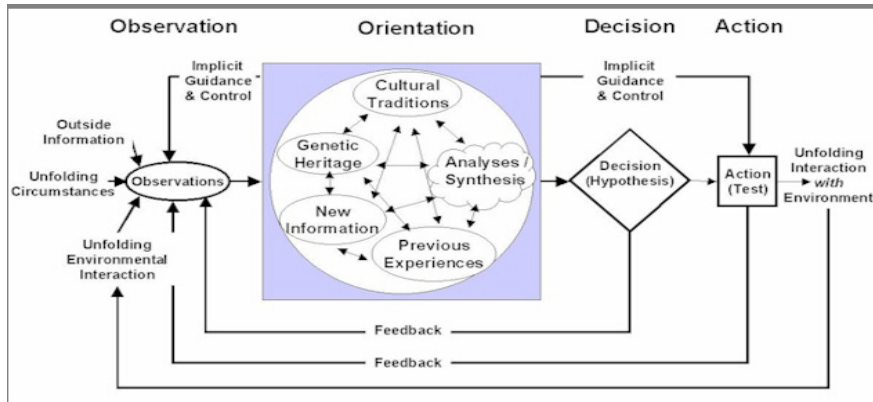 Observation
Orientation
Decision
Action
Implicit
Guidance
& Control
Cultural
Traditions
Implicit
Guidance
& Control
Outside
Information
Genetic
Heritage
Analyses /
Synthesis
Unfolding
Circumstances
Observations
Decision
(Hypothesis)
Action
(Test)
Unfolding
Interaction
with
Environment
New
Information
Previous
Experiences
Unfolding
Environmental
Interaction
Feedback
Feedback